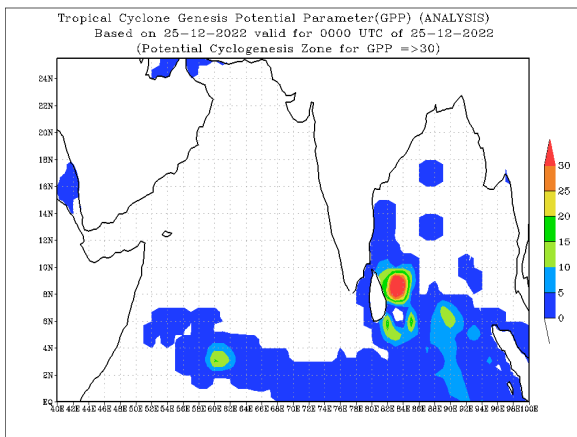 Tropical Cyclone Genesis Potential Parameter(GPP) (ANALYSIS)
Based on 25-12-2022 valid for 0000 UTC of 25-12-2022
(Potential Cyclogenesis Zone for GPP =>30)
24N
22N
20N
18N
16N
14N
12N
10N
8N
6N
4N
2N
EQ
40E 42E 44E 46E 48E 50E 52E 54E 56E 58E 60E 62E 64E 66E 68E 70E 72E 74E 76E 78E 80E 82E 84E 86E 88E 90E 92E 94E 96E 98E 100E
30
25
20
15
10
5
0